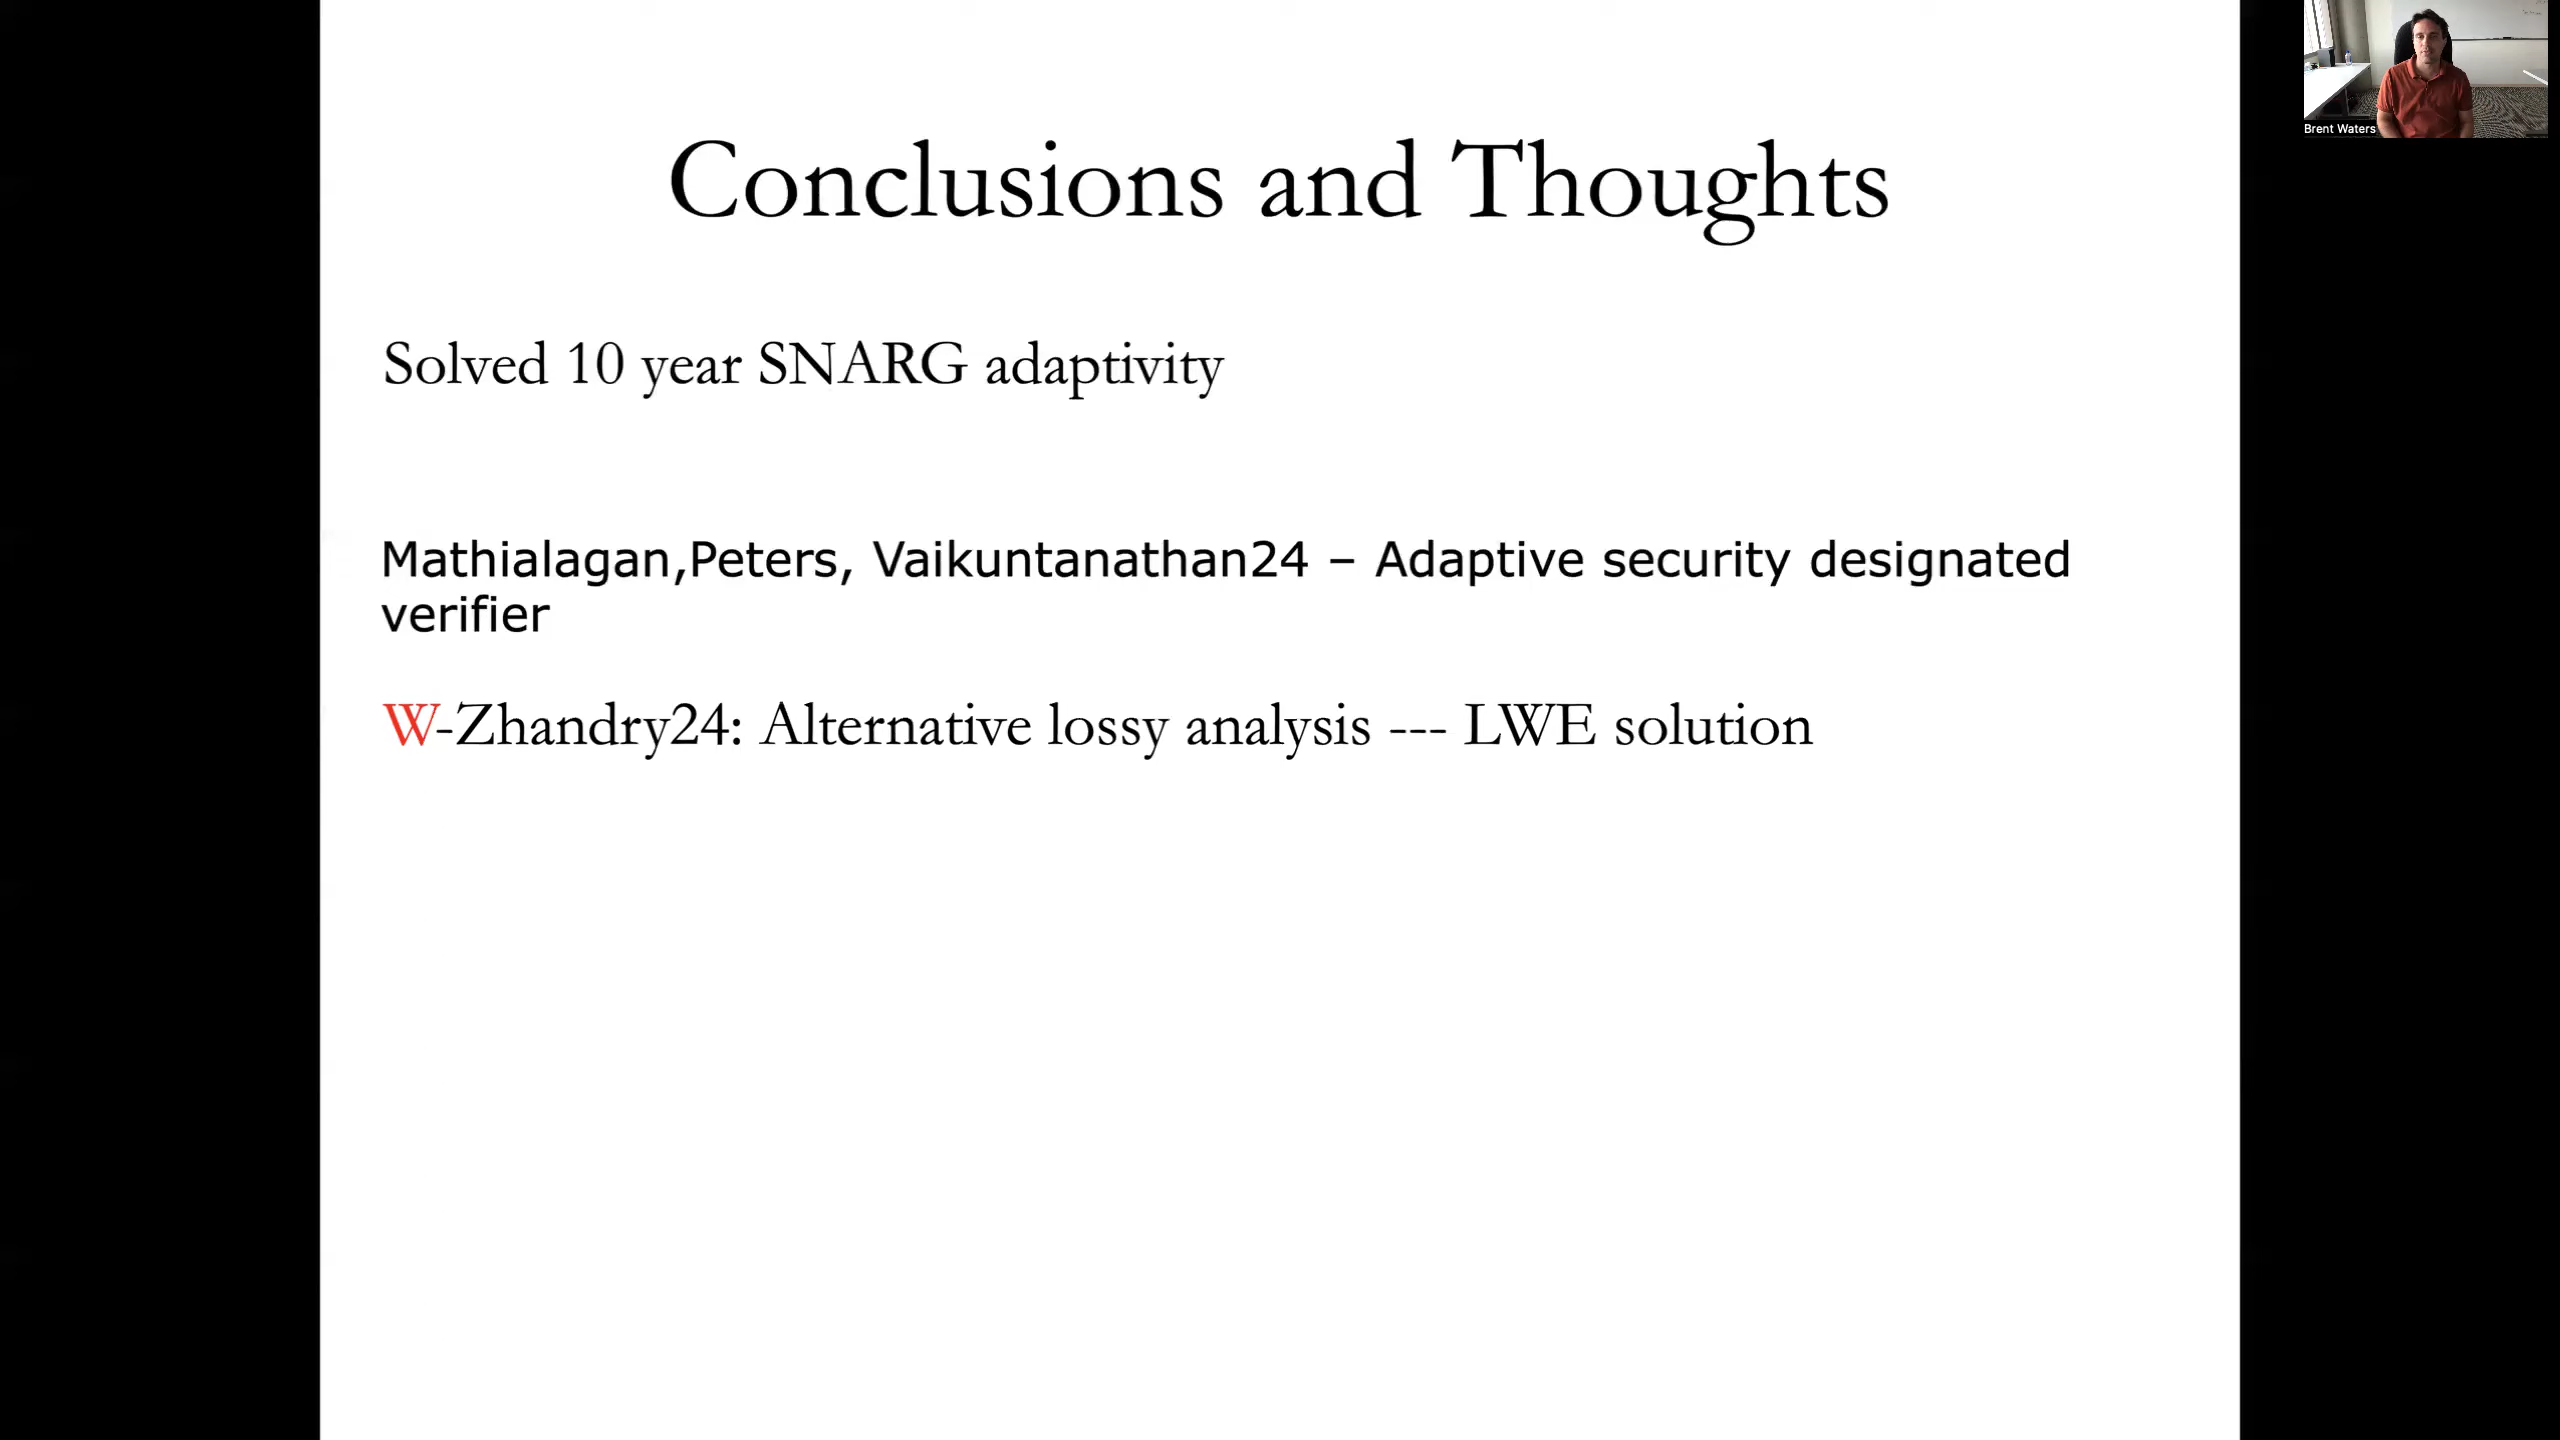 Brent Waters
Conclusions and Thoughts
Solved 10 year SNARG adaptivity
Mathialagan,Peters, Vaikuntanathan24 – Adaptive security designated
verifier
W-Zhandry24: Alternative lossy analysis --- LWE solution